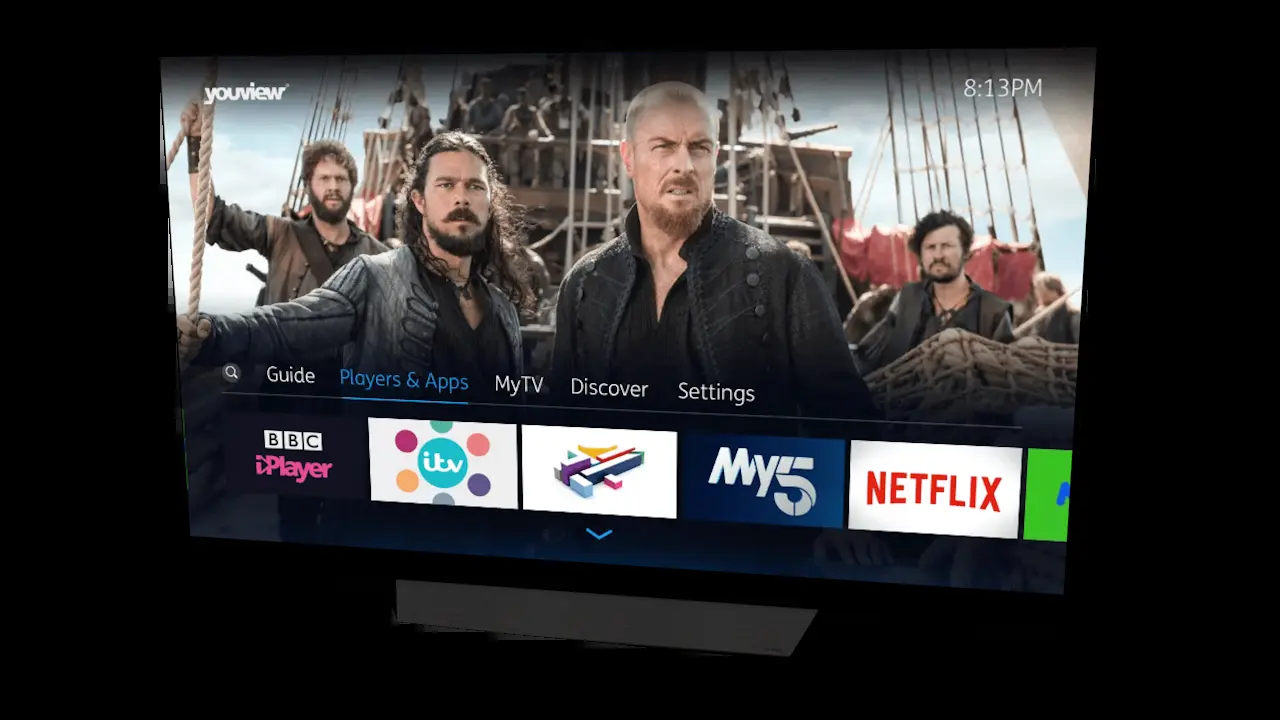 youview
8:13PM
Guide
Players & Apps
MyTV
Discover
Settings
BBC
iPlayer
itv
My5
NETFLIX